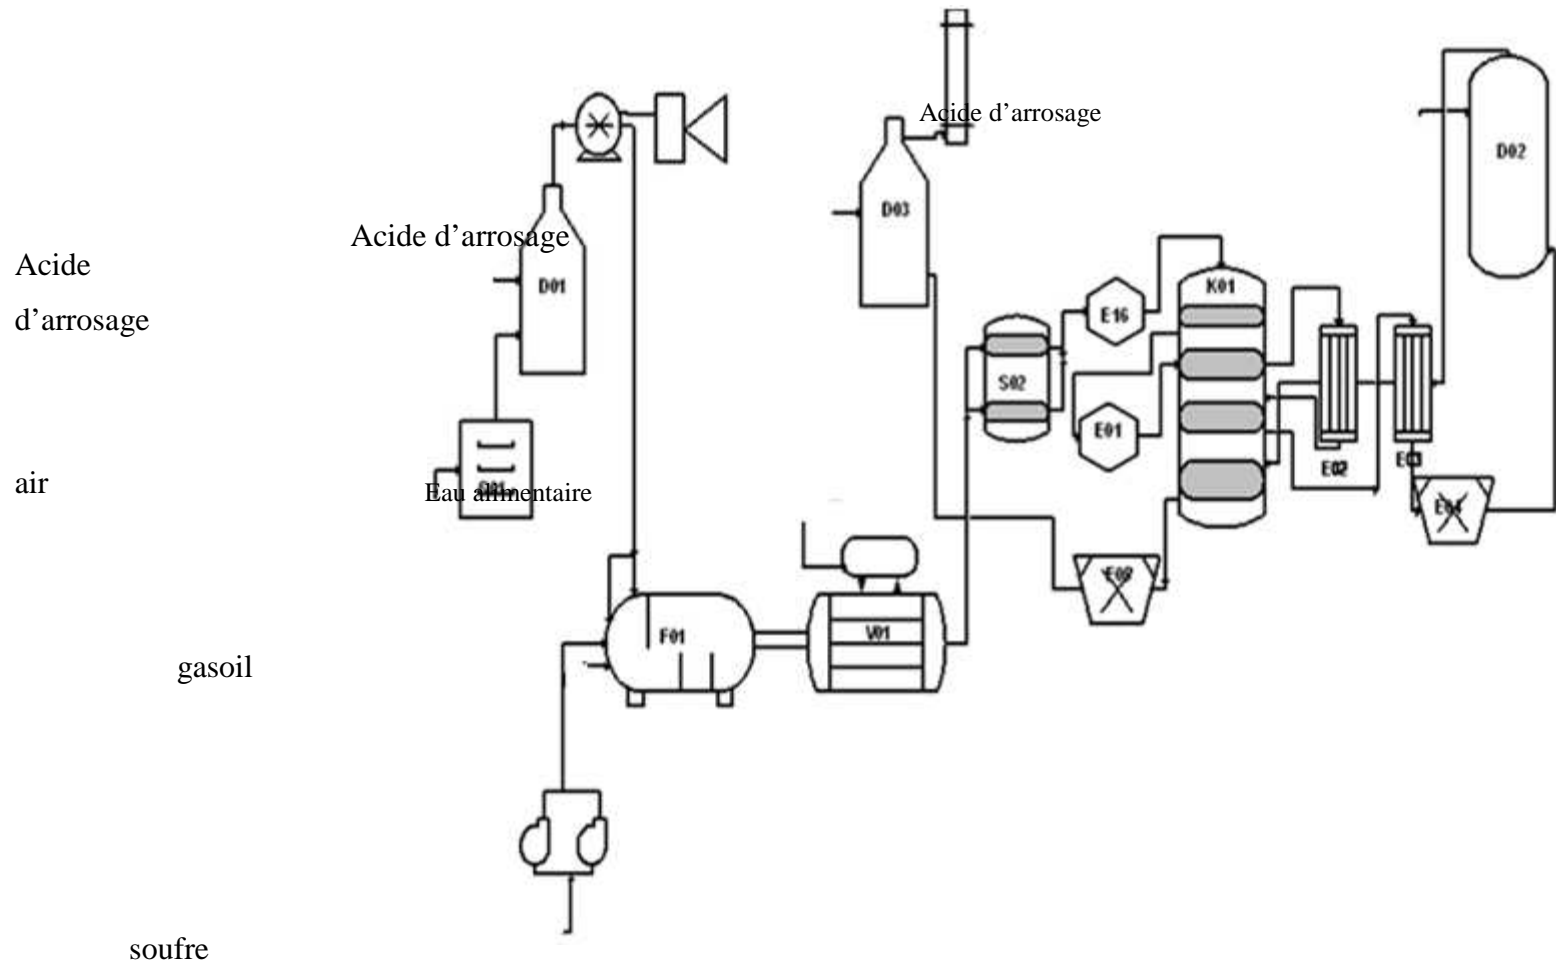 Acide d'arrosage
D02
D03
Acide d'arrosage
Acide
d'arrosage
D01
K01
E16
S02
E01
E02
air
Eau alimentaire
E04
F01
V01
gasoil
soufre